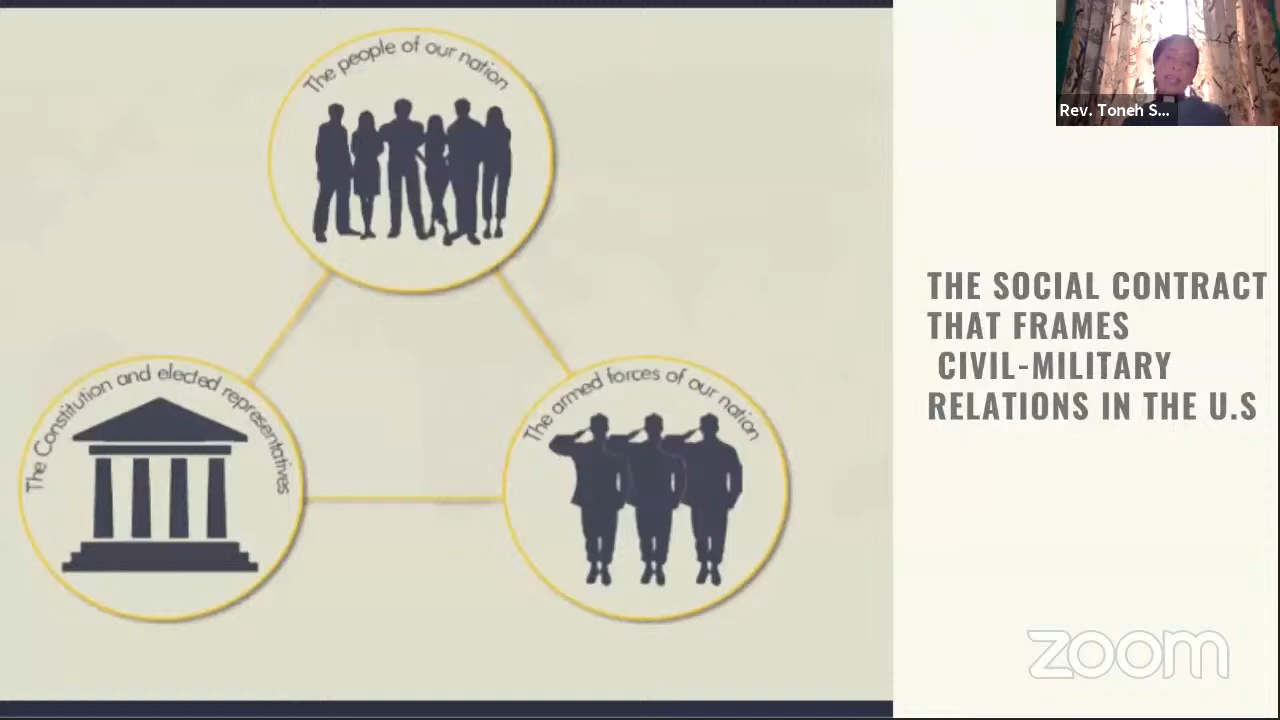 The people of our nation
The Constitution and elected representatives
The armed forces of our nation
Rev. Toneh S...
THE SOCIAL CONTRACT
THAT FRAMES
CIVIL-MILITARY
RELATIONS IN THE U.S
zoom